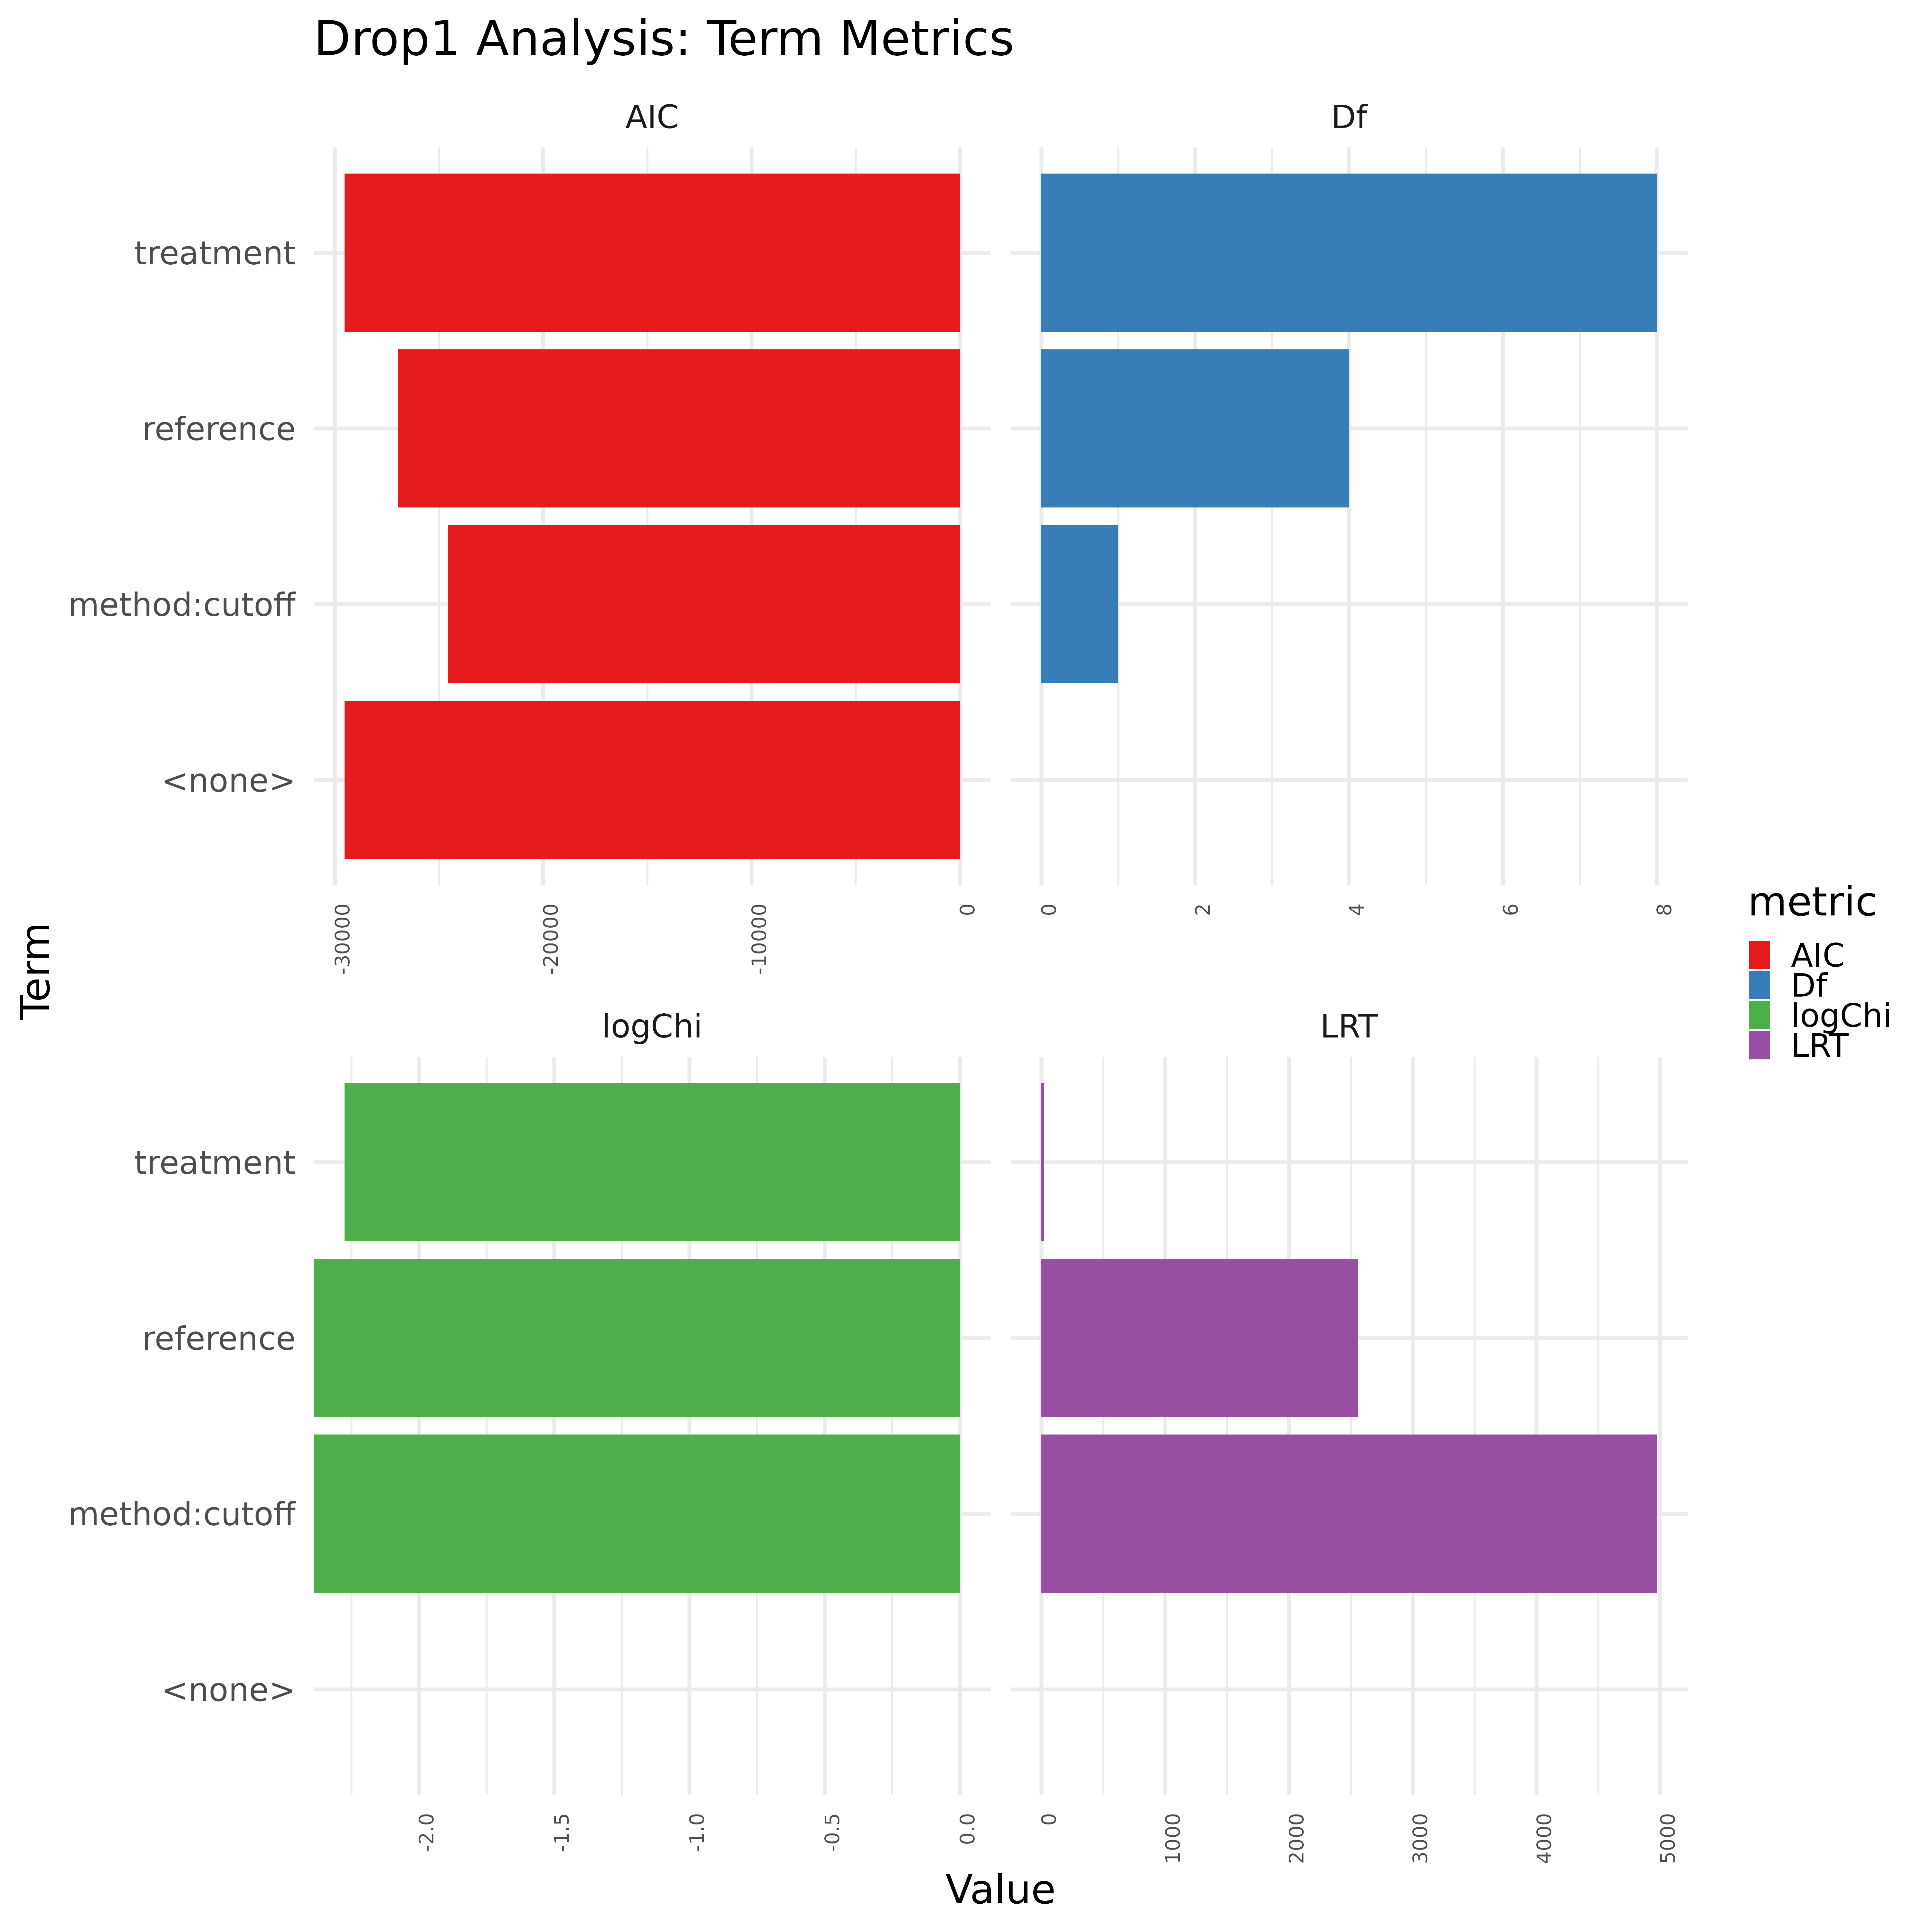 Drop1 Analysis: Term Metrics
AIC
Df
treatment
reference
method:cutoff
<none>
-30000
-20000
-10000
0
0
2
4
6
8
Term
metric
AIC
Df
logChi
LRT
logChi
LRT
treatment
reference
method:cutoff
<none>
-2.0
-1.5
-1.0
-0.5
0.0
0
1000
2000
3000
4000
5000
Value